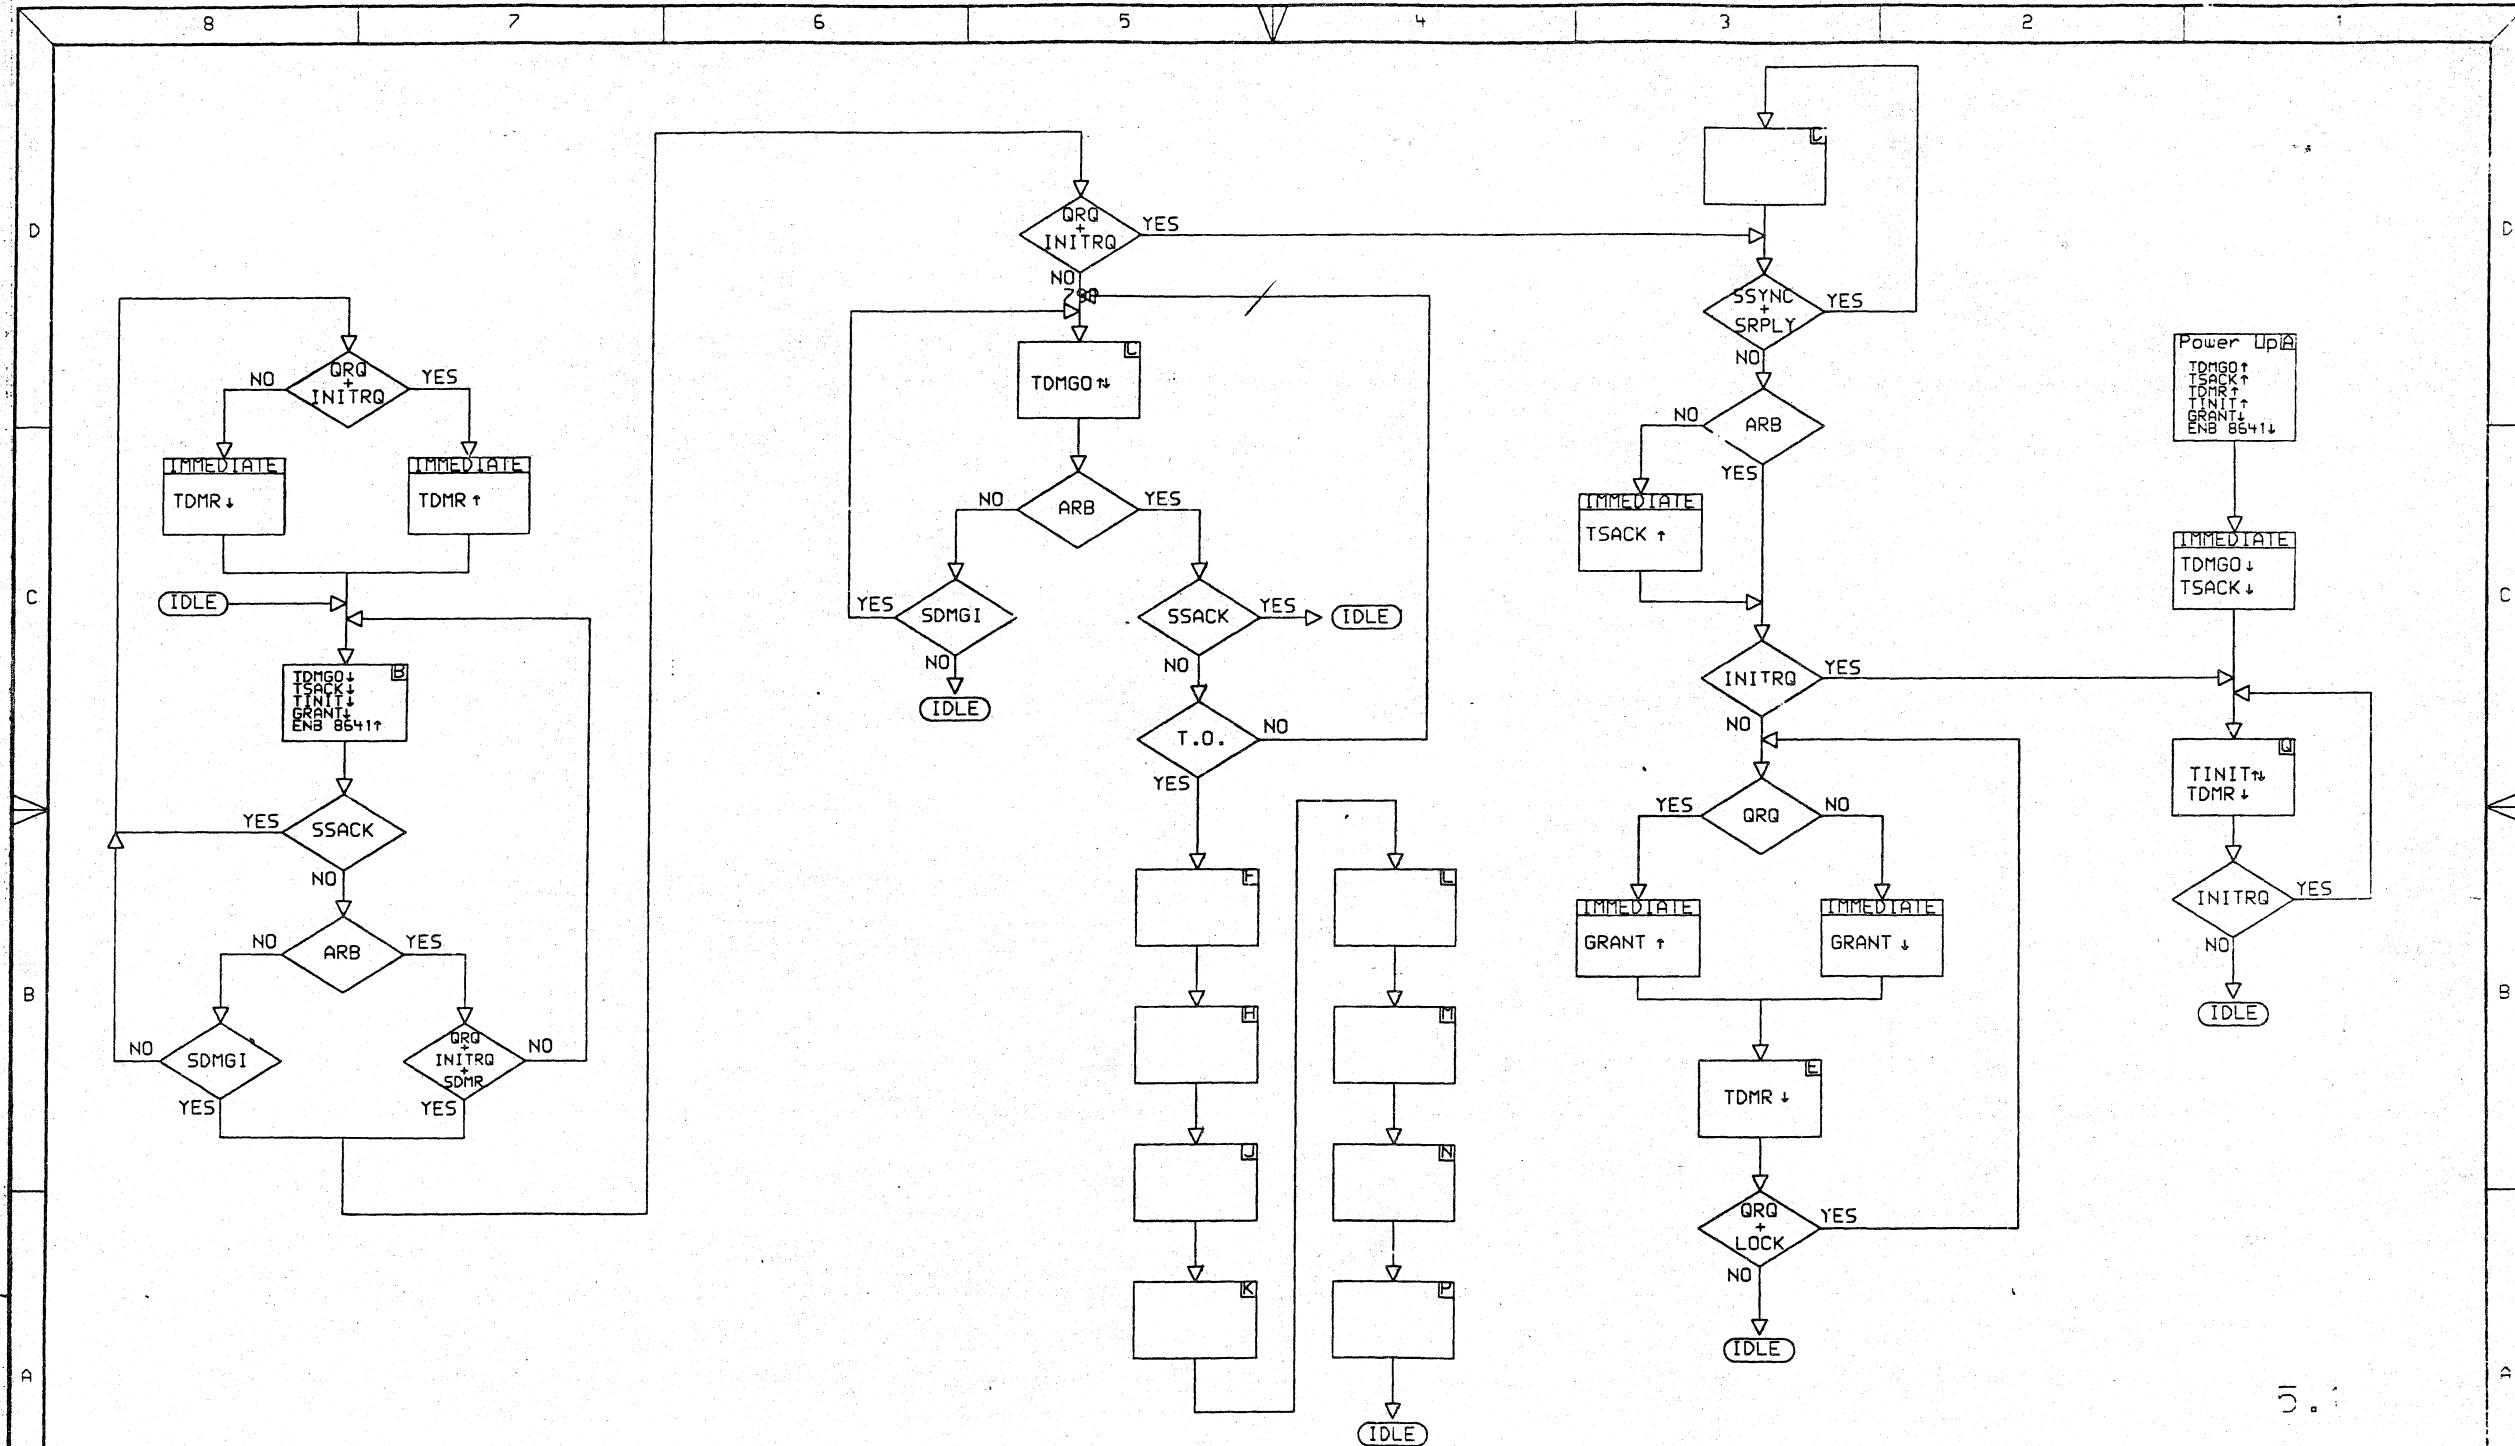 8 7 6 5 4 3 2 1
D
C
B
A
D
C
B
A
QRQ
+
INITRQ
NO
YES
IMMEDIATE
TDMR ↓
IMMEDIATE
TDMR ↑
IDLE
B
TDMGO↓
TSACK↓
TINIT↓
GRANT↓
ENB 8641↑
SSACK
YES
NO
ARB
NO
YES
SDMGI
NO
YES
QRQ
+
INITRQ
+
SDMR
NO
YES
QRQ
+
INITRQ
YES
NO
C
TDMGO↑↓
ARB
NO
YES
SDMGI
YES
NO
IDLE
SSACK
YES
IDLE
NO
T.O.
NO
YES
F
H
J
K
L
M
N
P
IDLE
SSYNC
+
SRPLY
YES
NO
ARB
NO
YES
IMMEDIATE
TSACK ↑
INITRQ
YES
NO
QRQ
YES
NO
IMMEDIATE
GRANT ↑
IMMEDIATE
GRANT ↓
E
TDMR ↓
QRQ
+
LOCK
YES
NO
IDLE
Power Up A
TDMGO↑
TSACK↑
TDMR↑
TINIT↑
GRANT↓
ENB 8641↓
IMMEDIATE
TDMGO↓
TSACK↓
Q
TINIT↑↓
TDMR↓
INITRQ
YES
NO
IDLE
5.1